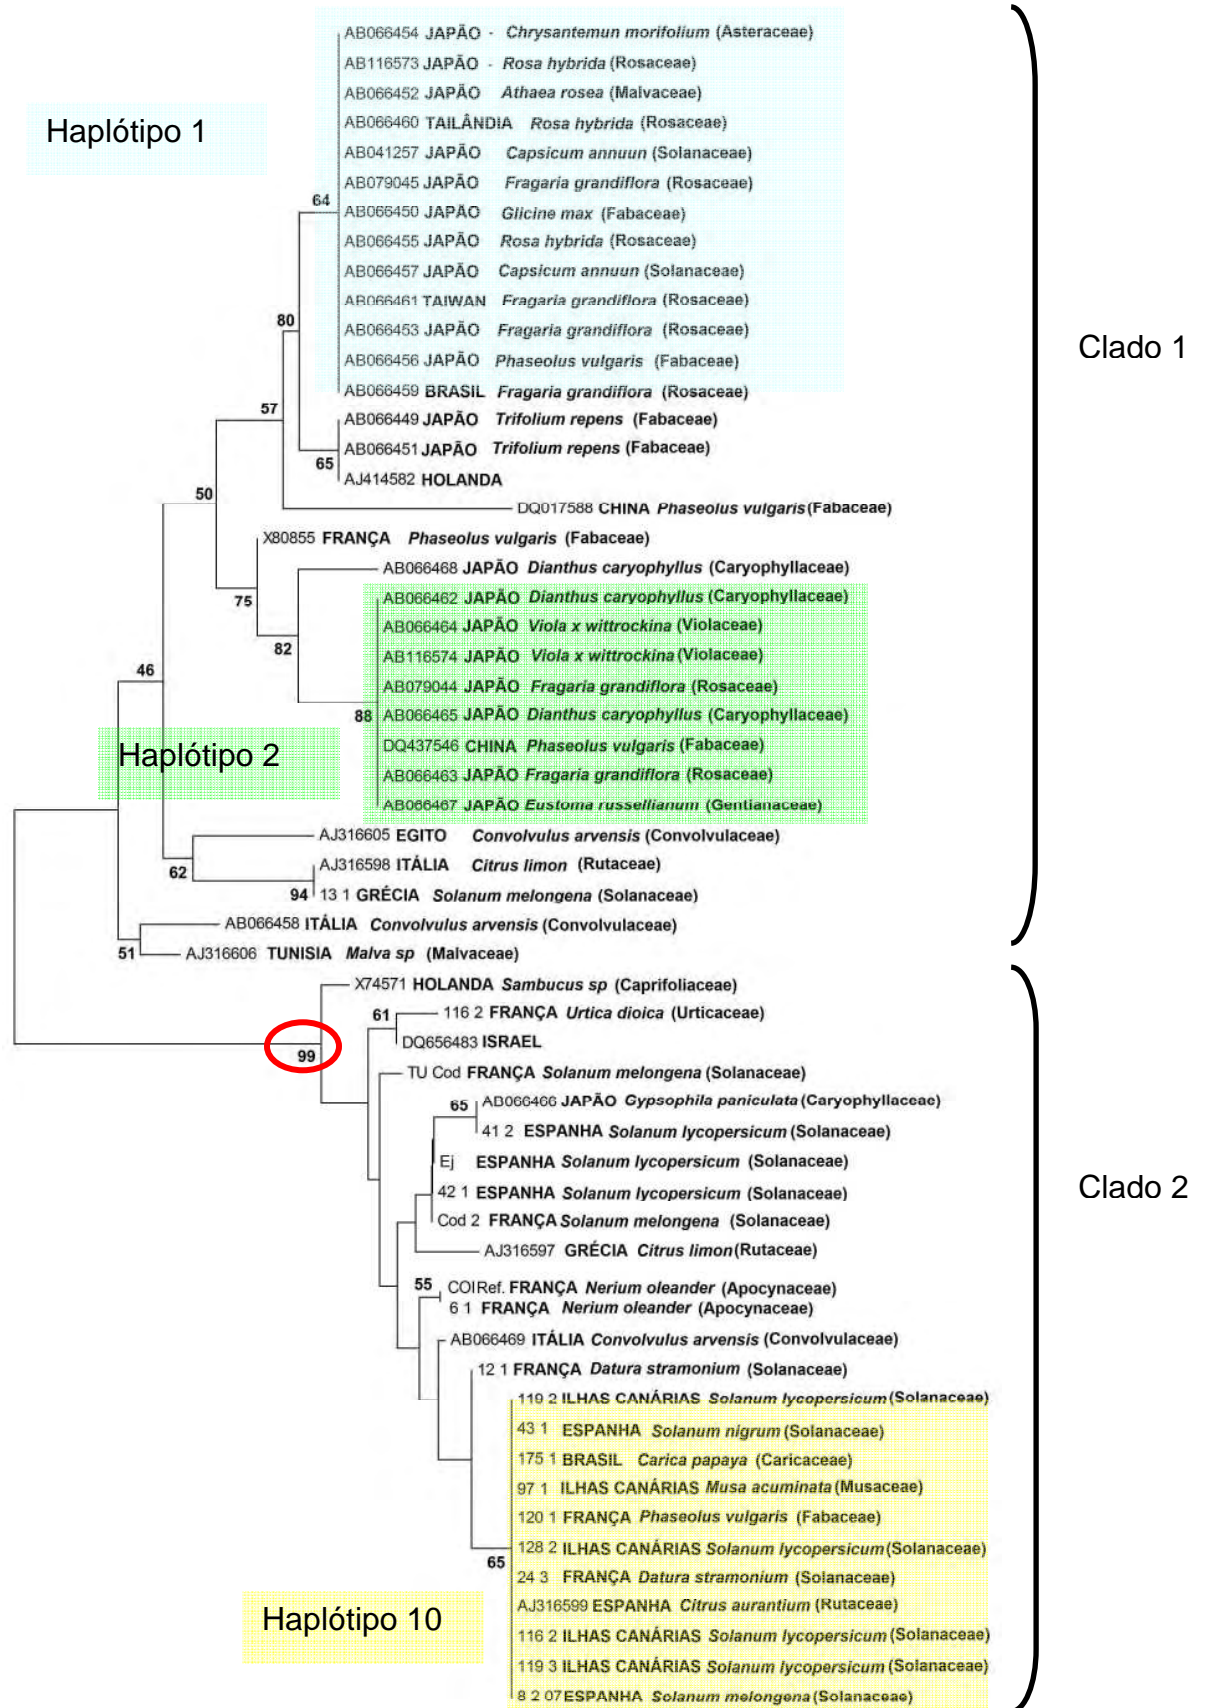 AB066454 JAPÃO - Chrysantemun morifolium (Asteraceae)
AB116573 JAPÃO - Rosa hybrida (Rosaceae)
AB066452 JAPÃO Athaea rosea (Malvaceae)
Haplótipo 1
AB066460 TAILÂNDIA Rosa hybrida (Rosaceae)
AB041257 JAPÃO Capsicum annuun (Solanaceae)
AB079045 JAPÃO Fragaria grandiflora (Rosaceae)
64
AB066450 JAPÃO Glicine max (Fabaceae)
AB066455 JAPÃO Rosa hybrida (Rosaceae)
AB066457 JAPÃO Capsicum annuun (Solanaceae)
AB066461 TAIWAN Fragaria grandiflora (Rosaceae)
80
AB066453 JAPÃO Fragaria grandiflora (Rosaceae)
Clado 1
AB066456 JAPÃO Phaseolus vulgaris (Fabaceae)
AB066459 BRASIL Fragaria grandiflora (Rosaceae)
57
AB066449 JAPÃO Trifolium repens (Fabaceae)
AB066451 JAPÃO Trifolium repens (Fabaceae)
65
AJ414582 HOLANDA
50
DQ017588 CHINA Phaseolus vulgaris (Fabaceae)
X80855 FRANÇA Phaseolus vulgaris (Fabaceae)
AB066468 JAPÃO Dianthus caryophyllus (Caryophyllaceae)
75
AB066462 JAPÃO Dianthus caryophyllus (Caryophyllaceae)
AB066464 JAPÃO Viola x wittrockina (Violaceae)
82
AB116574 JAPÃO Viola x wittrockina (Violaceae)
46
AB079044 JAPÃO Fragaria grandiflora (Rosaceae)
88
AB066465 JAPÃO Dianthus caryophyllus (Caryophyllaceae)
Haplótipo 2
DQ437546 CHINA Phaseolus vulgaris (Fabaceae)
AB066463 JAPÃO Fragaria grandiflora (Rosaceae)
AB066467 JAPÃO Eustoma russellianum (Gentianaceae)
AJ316605 EGITO Convolvulus arvensis (Convolvulaceae)
62
AJ316598 ITÁLIA Citrus limon (Rutaceae)
94
13 1 GRÉCIA Solanum melongena (Solanaceae)
AB066458 ITÁLIA Convolvulus arvensis (Convolvulaceae)
51
AJ316606 TUNISIA Malva sp (Malvaceae)
X74571 HOLANDA Sambucus sp (Caprifoliaceae)
61
116 2 FRANÇA Urtica dioica (Urticaceae)
99
DQ656483 ISRAEL
TU Cod FRANÇA Solanum melongena (Solanaceae)
65
AB066466 JAPÃO Gypsophila paniculata (Caryophyllaceae)
41 2 ESPANHA Solanum lycopersicum (Solanaceae)
Ej ESPANHA Solanum lycopersicum (Solanaceae)
42 1 ESPANHA Solanum lycopersicum (Solanaceae)
Clado 2
Cod 2 FRANÇA Solanum melongena (Solanaceae)
AJ316597 GRÉCIA Citrus limon (Rutaceae)
55
COI Ref. FRANÇA Nerium oleander (Apocynaceae)
6 1 FRANÇA Nerium oleander (Apocynaceae)
AB066469 ITÁLIA Convolvulus arvensis (Convolvulaceae)
12 1 FRANÇA Datura stramonium (Solanaceae)
119 2 ILHAS CANÁRIAS Solanum lycopersicum (Solanaceae)
43 1 ESPANHA Solanum nigrum (Solanaceae)
175 1 BRASIL Carica papaya (Caricaceae)
97 1 ILHAS CANÁRIAS Musa acuminata (Musaceae)
120 1 FRANÇA Phaseolus vulgaris (Fabaceae)
128 2 ILHAS CANÁRIAS Solanum lycopersicum (Solanaceae)
65
24 3 FRANÇA Datura stramonium (Solanaceae)
AJ316599 ESPANHA Citrus aurantium (Rutaceae)
Haplótipo 10
116 2 ILHAS CANÁRIAS Solanum lycopersicum (Solanaceae)
119 3 ILHAS CANÁRIAS Solanum lycopersicum (Solanaceae)
8 2 07 ESPANHA Solanum melongena (Solanaceae)